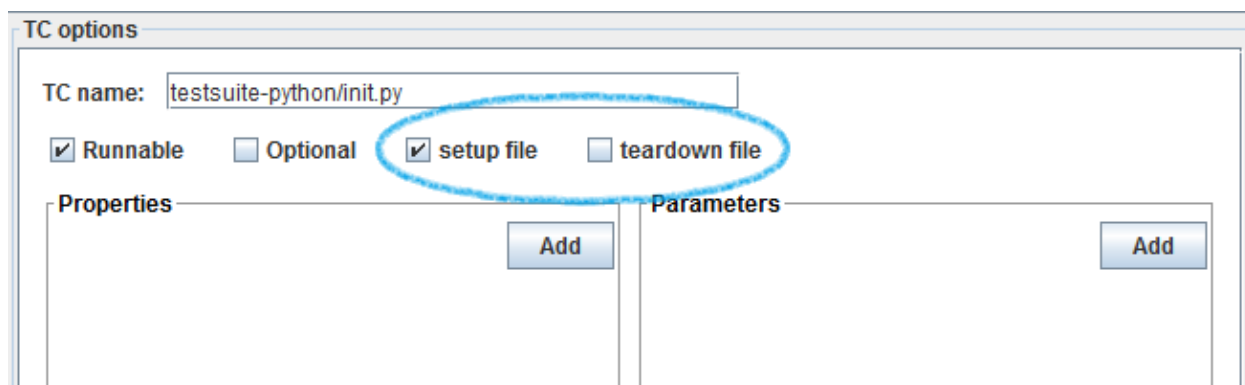 TC options
TC name: testsuite-python/init.py
Runnable Optional setup file teardown file
Properties Parameters
Add Add